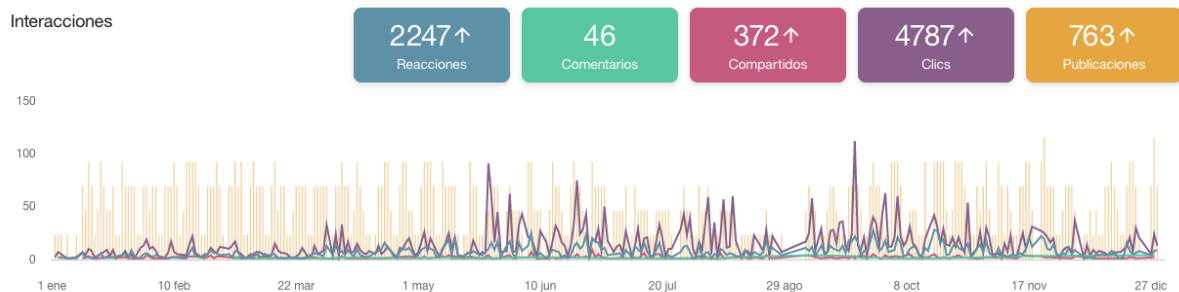 Interacciones
2247↑
Reacciones
46
Comentarios
372↑
Compartidos
4787↑
Clics
763↑
Publicaciones
150
100
50
0
1 ene
10 feb
22 mar
1 may
10 jun
20 jul
29 ago
8 oct
17 nov
27 dic